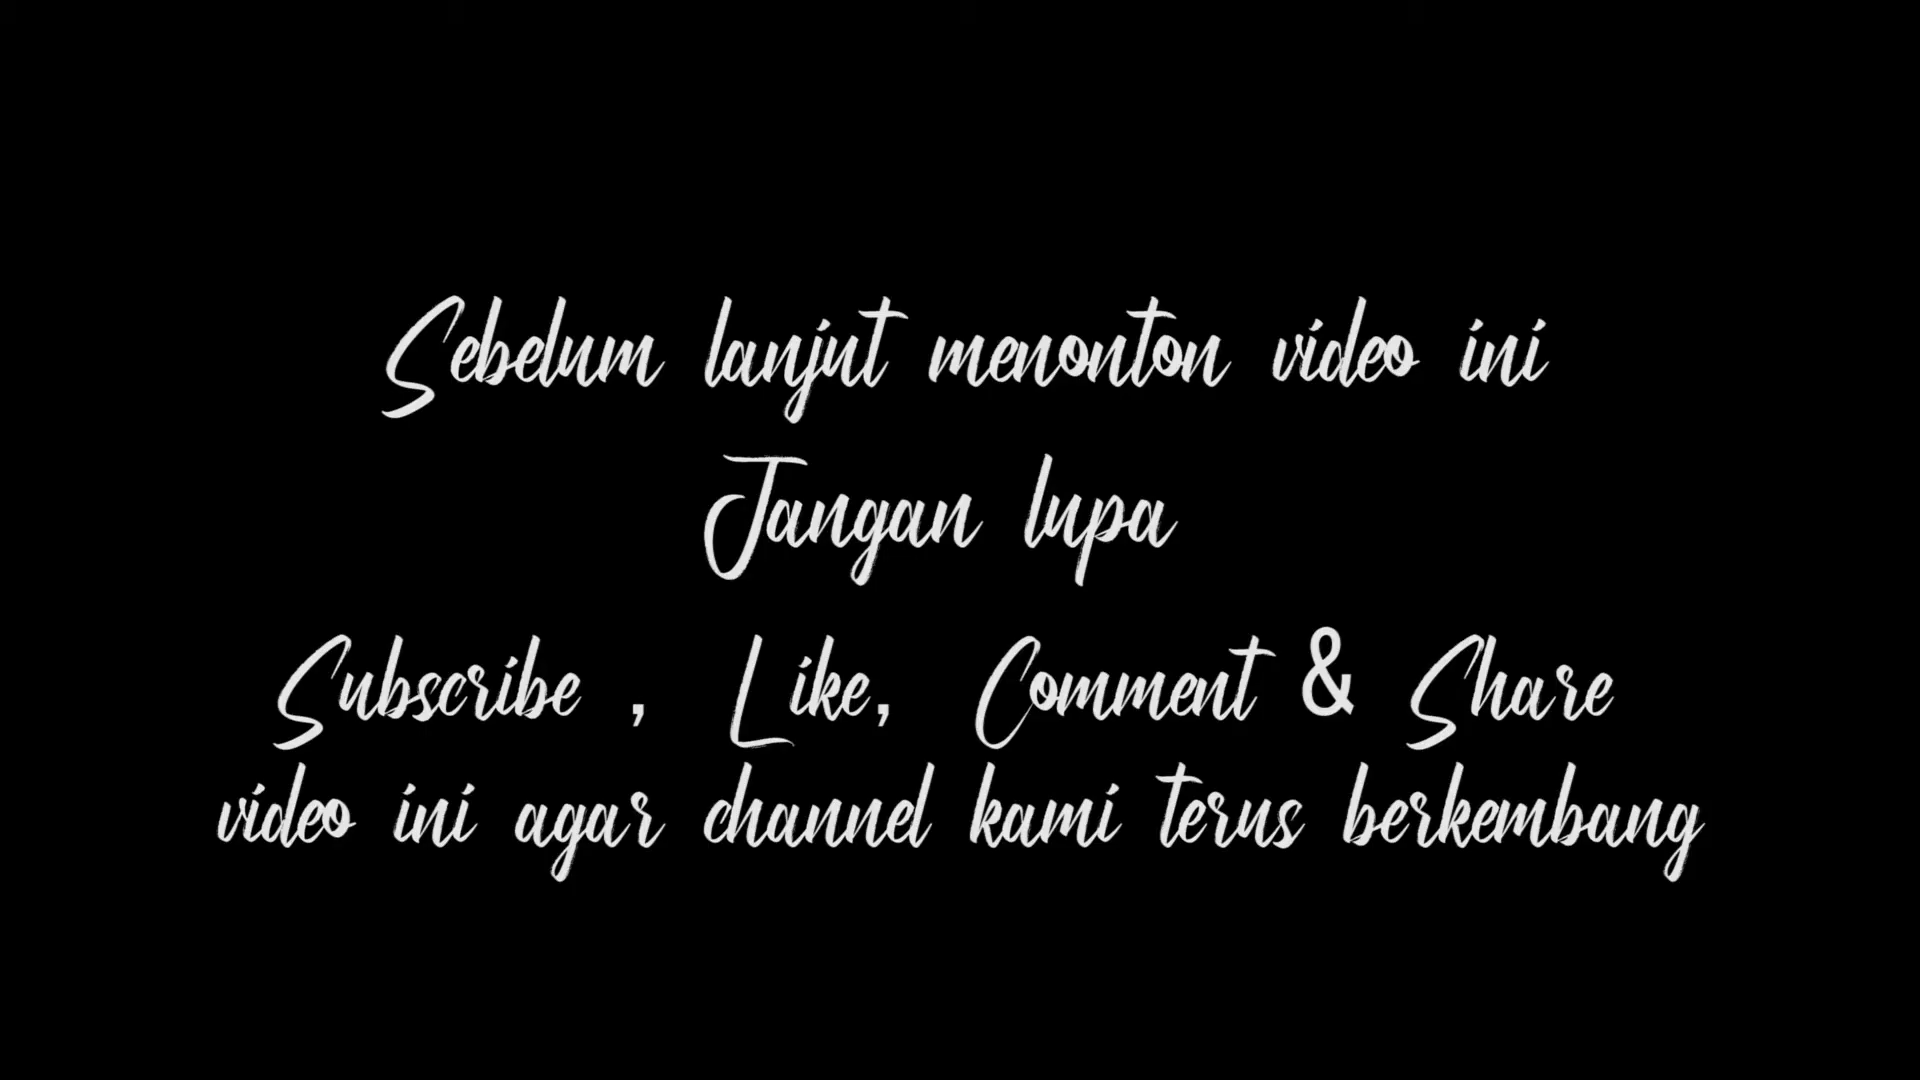 Sebelum lanjut menonton video ini
Jangan lupa
Subscribe , Like, Comment & Share
video ini agar channel kami terus berkembang